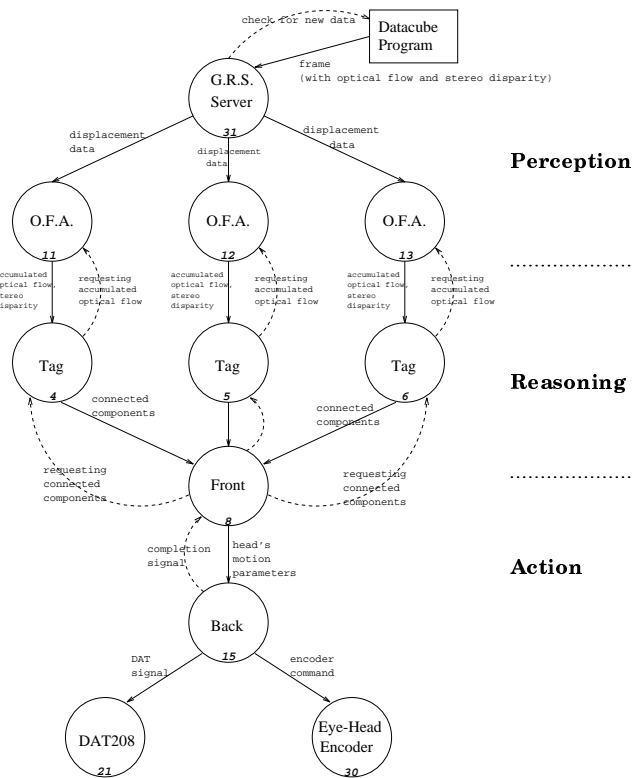 check for new data
Datacube
Program
frame
(with optical flow and stereo disparity)
G.R.S.
Server
31
displacement
data
displacement
data
displacement
data
Perception
O.F.A.
11
O.F.A.
12
O.F.A.
13
accumulated
optical flow,
stereo
disparity
requesting
accumulated
optical flow
accumulated
optical flow,
stereo
disparity
requesting
accumulated
optical flow
accumulated
optical flow,
stereo
disparity
requesting
accumulated
optical flow
Tag
4
Tag
5
Tag
6
Reasoning
connected
components
connected
components
requesting
connected
components
requesting
connected
components
Front
8
completion
signal
head's
motion
parameters
Action
Back
15
DAT
signal
encoder
command
DAT208
21
Eye-Head
Encoder
30